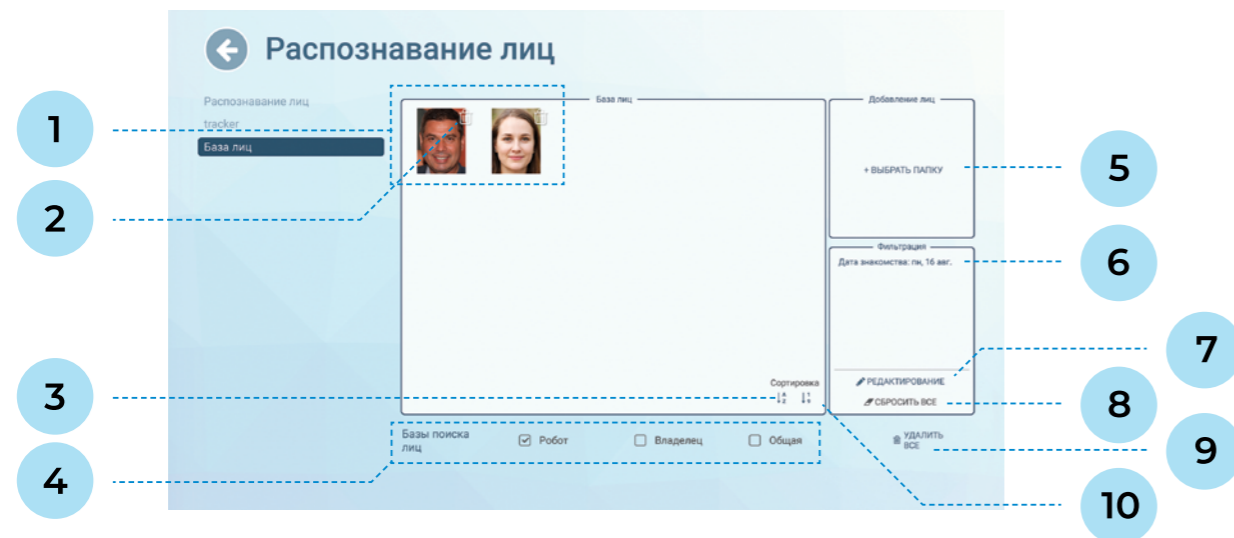 Распознавание лиц
Распознавание лиц
tracker
База лиц
База лиц
Сортировка
Добавление лиц
+ ВЫБРАТЬ ПАПКУ
Фильтрация
Дата знакомства: пн, 16 авг.
РЕДАКТИРОВАНИЕ
СБРОСИТЬ ВСЕ
Базы поиска
лиц
Робот
Владелец
Общая
УДАЛИТЬ
ВСЕ
1
2
3
4
5
6
7
8
9
10